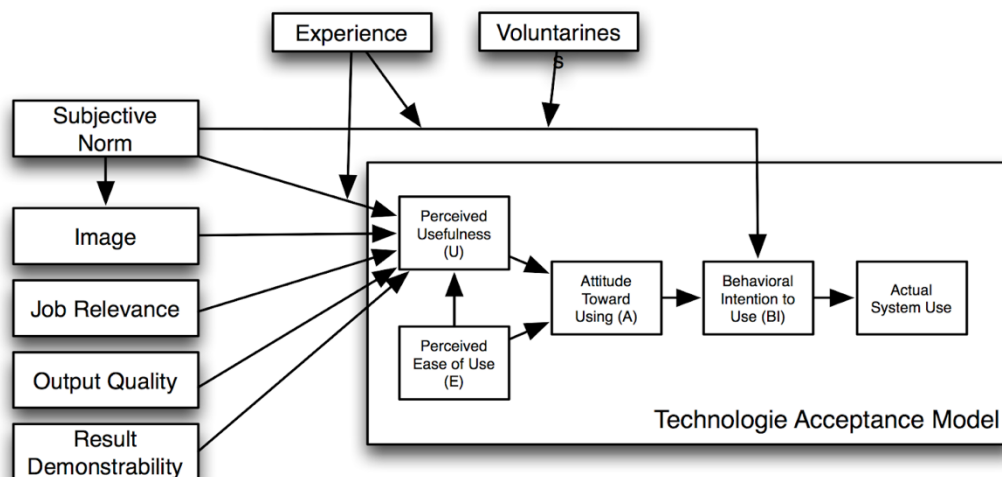 Experience
Voluntarines
s
Subjective
Norm
Image
Job Relevance
Output Quality
Result
Demonstrability
Perceived
Usefulness
(U)
Perceived
Ease of Use
(E)
Attitude
Toward
Using (A)
Behavioral
Intention to
Use (BI)
Actual
System Use
Technologie Acceptance Model